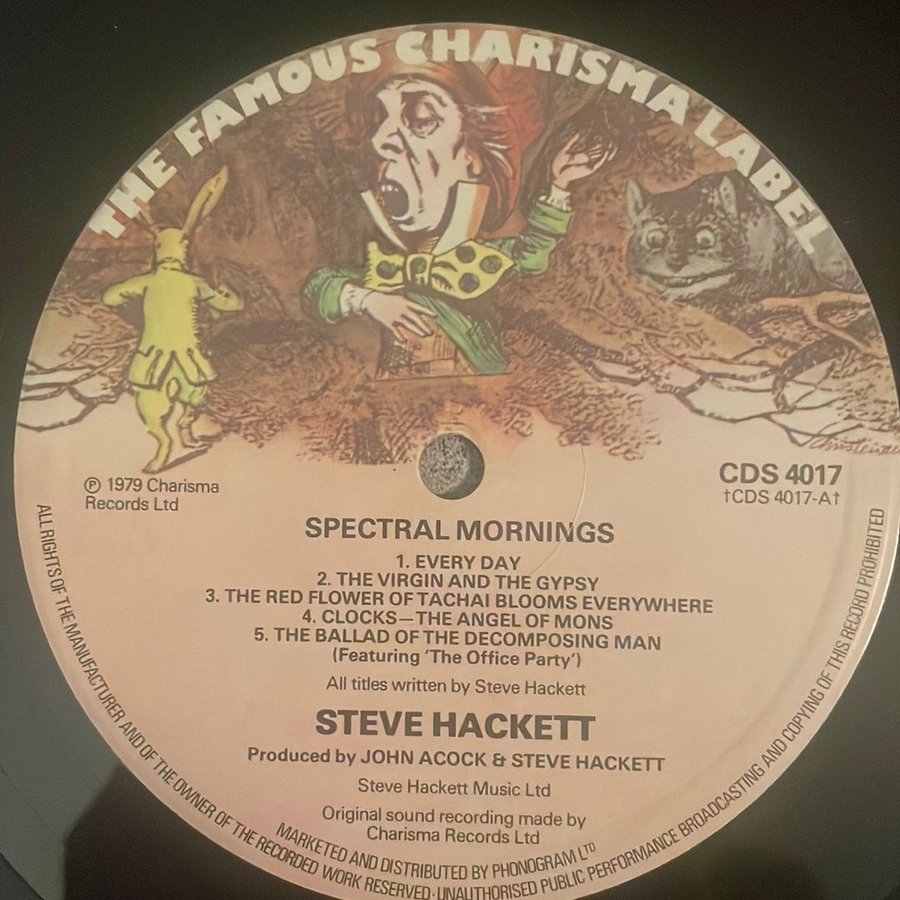 THE FAMOUS CHARISMA LABEL
℗ 1979 Charisma
Records Ltd
CDS 4017
†CDS 4017-A†
SPECTRAL MORNINGS
1. EVERY DAY
2. THE VIRGIN AND THE GYPSY
3. THE RED FLOWER OF TACHAI BLOOMS EVERYWHERE
4. CLOCKS—THE ANGEL OF MONS
5. THE BALLAD OF THE DECOMPOSING MAN
(Featuring 'The Office Party')
All titles written by Steve Hackett
STEVE HACKETT
Produced by JOHN ACOCK & STEVE HACKETT
Steve Hackett Music Ltd
Original sound recording made by
Charisma Records Ltd
MARKETED AND DISTRIBUTED BY PHONOGRAM LTD
ALL RIGHTS OF THE MANUFACTURER AND OF THE OWNER OF THE RECORDED WORK RESERVED·UNAUTHORISED PUBLIC PERFORMANCE BROADCASTING AND COPYING OF THIS RECORD PROHIBITED